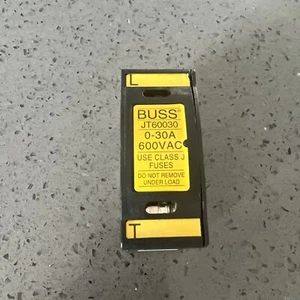 L
BUSS
JT60030
0-30A
600VAC
USE CLASS J
FUSES
DO NOT REMOVE
UNDER LOAD
T